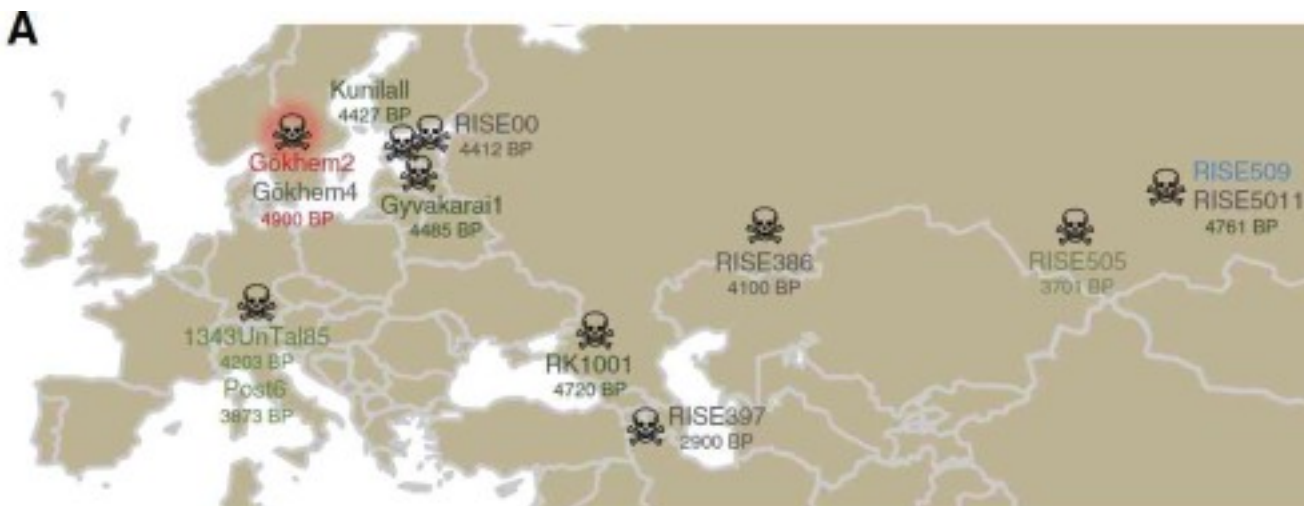 A
Kunilall
4427 BP
RISE00
4412 BP
Gökhem2
Gökhem4
4900 BP
Gyvakarai1
4485 BP
RISE509
RISE5011
4761 BP
RISE386
4100 BP
RISE505
3701 BP
1343UnTal85
4203 BP
Post6
3873 BP
RK1001
4720 BP
RISE397
2900 BP